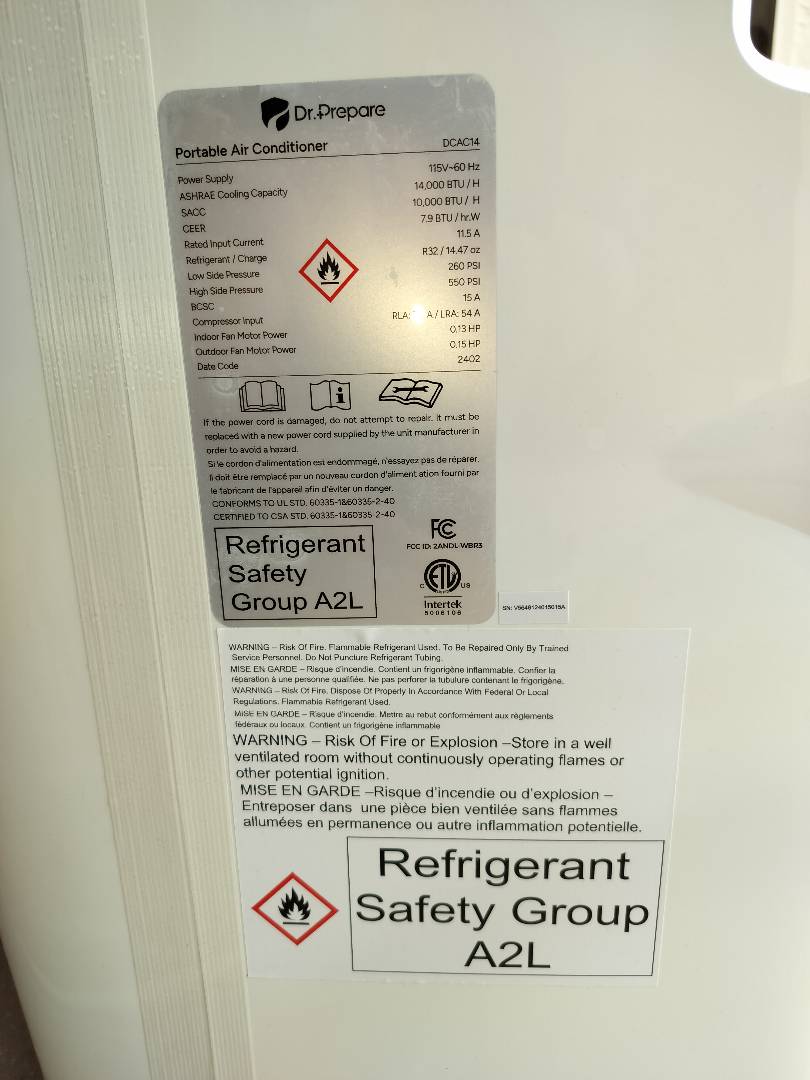 Dr.Prepare
Portable Air Conditioner DCAC14
Power Supply 115V~60 Hz
ASHRAE Cooling Capacity 14,000 BTU / H
SACC 10,000 BTU / H
CEER 7.9 BTU / hr.W
Rated Input Current 11.5 A
Refrigerant / Charge R32 / 14.47 oz
Low Side Pressure 260 PSI
High Side Pressure 550 PSI
BCSC 15 A
Compressor Input RLA: A / LRA: 54 A
Indoor Fan Motor Power 0.13 HP
Outdoor Fan Motor Power 0.15 HP
Date Code 2402
If the power cord is damaged, do not attempt to repair. It must be
replaced with a new power cord supplied by the unit manufacturer in
order to avoid a hazard.
Si le cordon d'alimentation est endommagé, n'essayez pas de réparer.
Il doit être remplacé par un nouveau cordon d'aliment ation fourni par
le fabricant de l'appareil afin d'éviter un danger.
CONFORMS TO UL STD. 60335-1&60335-2-40
CERTIFIED TO CSA STD. 60335-1&60335-2-40
Refrigerant
Safety
Group A2L
FC
FCC ID: 2ANDL-WBR3
C ETL US
Intertek
5006106
SN: V5648124015015A
WARNING – Risk Of Fire. Flammable Refrigerant Used. To Be Repaired Only By Trained
Service Personnel. Do Not Puncture Refrigerant Tubing.
MISE EN GARDE – Risque d'incendie. Contient un frigorigène inflammable. Confier la
réparation à une personne qualifiée. Ne pas perforer la tubulure contenant le frigorigène.
WARNING – Risk Of Fire. Dispose Of Properly In Accordance With Federal Or Local
Regulations. Flammable Refrigerant Used.
MISE EN GARDE – Risque d'incendie. Mettre au rebut conformément aux règlements
fédéraux ou locaux. Contient un frigorigène inflammable
WARNING – Risk Of Fire or Explosion –Store in a well
ventilated room without continuously operating flames or
other potential ignition.
MISE EN GARDE –Risque d'incendie ou d'explosion –
Entreposer dans une pièce bien ventilée sans flammes
allumées en permanence ou autre inflammation potentielle.
Refrigerant
Safety Group
A2L